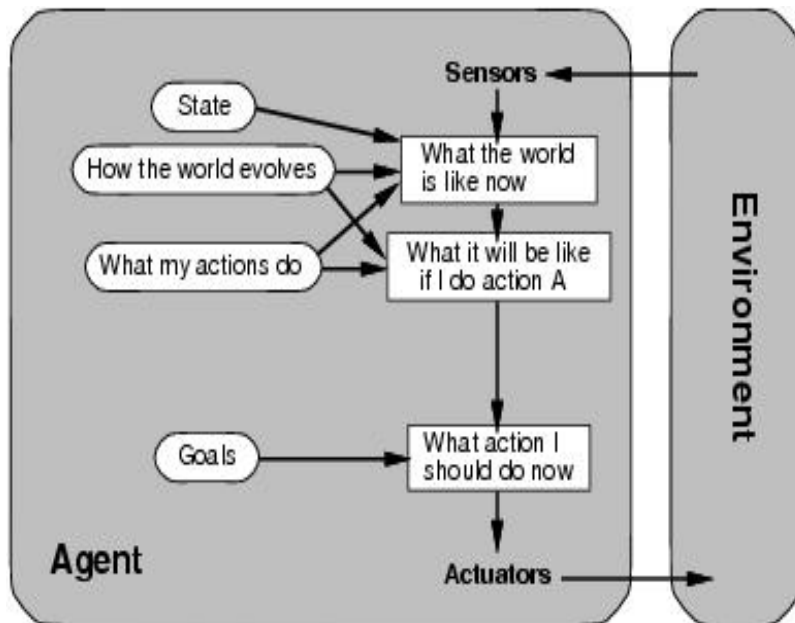 Sensors
State
What the world
is like now
How the world evolves
What it will be like
if I do action A
What my actions do
Environment
What action I
should do now
Goals
Agent
Actuators